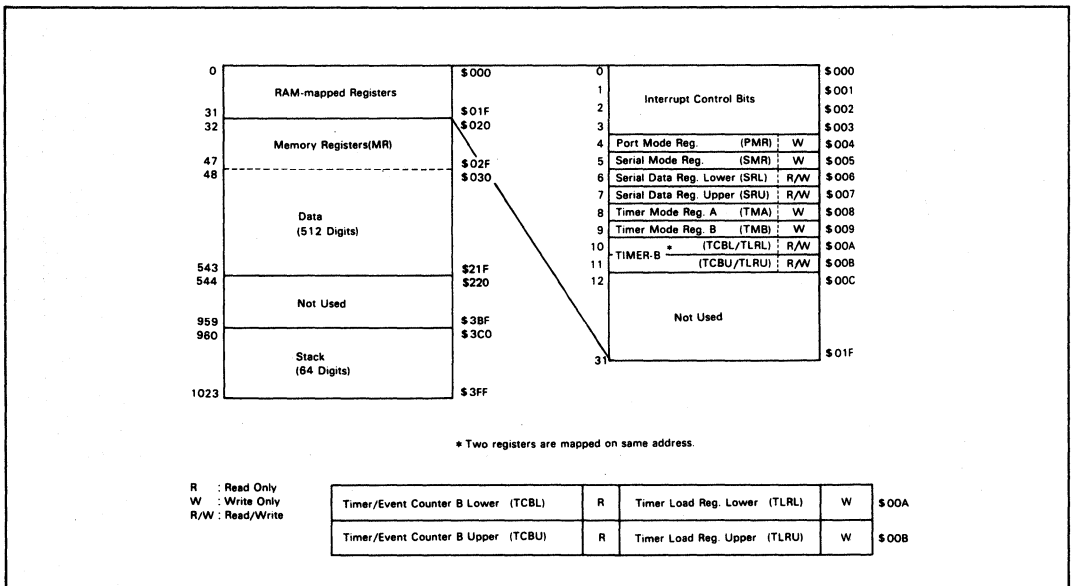 0 $000
RAM-mapped Registers
31 $01F
32 $020
Memory Registers(MR)
47 $02F
48 $030
Data
(512 Digits)
543 $21F
544 $220
Not Used
959 $3BF
960 $3C0
Stack
(64 Digits)
1023 $3FF
0 $000
1 $001
Interrupt Control Bits
2 $002
3 $003
4 Port Mode Reg. (PMR) W $004
5 Serial Mode Reg. (SMR) W $005
6 Serial Data Reg. Lower (SRL) R/W $006
7 Serial Data Reg. Upper (SRU) R/W $007
8 Timer Mode Reg. A (TMA) W $008
9 Timer Mode Reg. B (TMB) W $009
10 (TCBL/TLRL) R/W $00A
TIMER-B *
11 (TCBU/TLRU) R/W $00B
12 $00C
Not Used
31 $01F
* Two registers are mapped on same address.
R : Read Only
W : Write Only
R/W : Read/Write
Timer/Event Counter B Lower (TCBL) R Timer Load Reg. Lower (TLRL) W $00A
Timer/Event Counter B Upper (TCBU) R Timer Load Reg. Upper (TLRU) W $00B